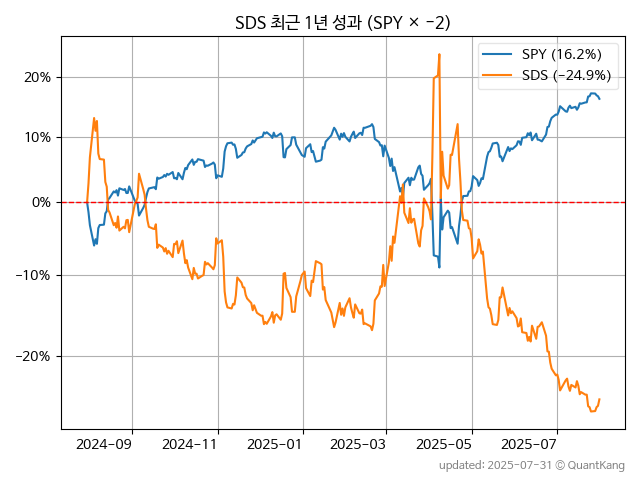 SDS 최근 1년 성과 (SPY × −2)
SPY (16.2%)
SDS (−24.9%)
20%
10%
0%
−10%
−20%
2024−09
2024−11
2025−01
2025−03
2025−05
2025−07
updated: 2025-07-31 © QuantKang